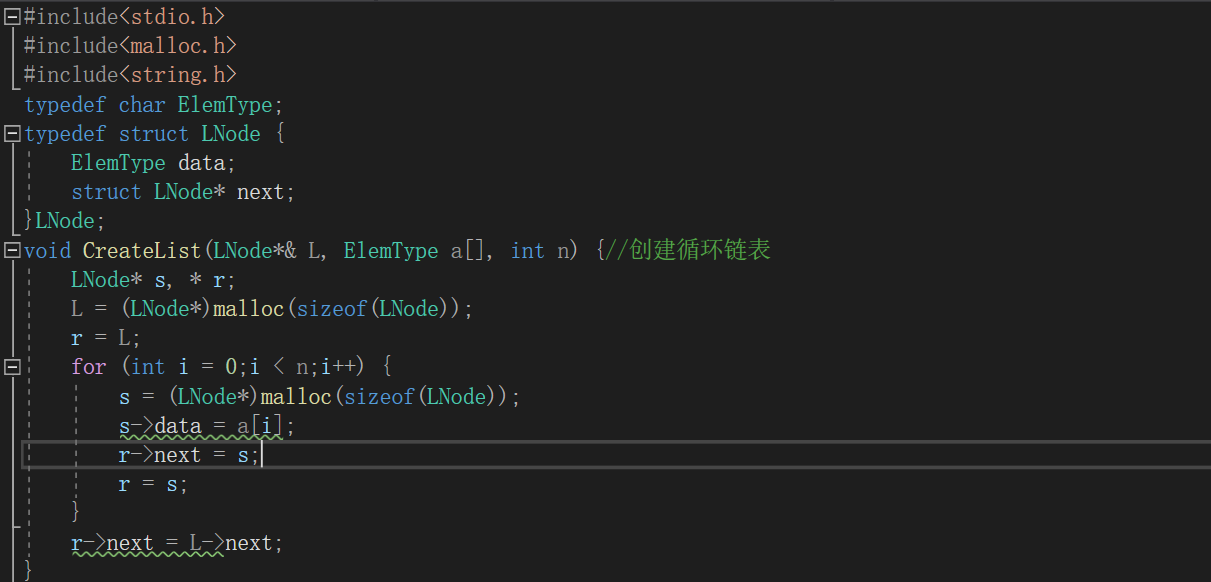 #include<stdio.h>
#include<malloc.h>
#include<string.h>
typedef char ElemType;
typedef struct LNode {
    ElemType data;
    struct LNode* next;
}LNode;
void CreateList(LNode*& L, ElemType a[], int n) {//创建循环链表
    LNode* s, * r;
    L = (LNode*)malloc(sizeof(LNode));
    r = L;
    for (int i = 0;i < n;i++) {
        s = (LNode*)malloc(sizeof(LNode));
        s->data = a[i];
        r->next = s;
        r = s;
    }
    r->next = L->next;
}